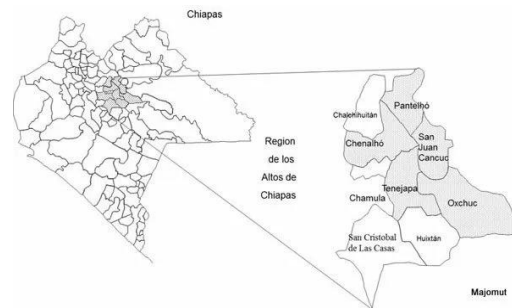 Chiapas
Region
de los
Altos de
Chiapas
Pantelhó
Chalchihuitán
Chenalhó
San
Juan
Cancuc
Tenejapa
Chamula
Oxchuc
San Cristobal
de Las Casas
Huixtán
Majomut